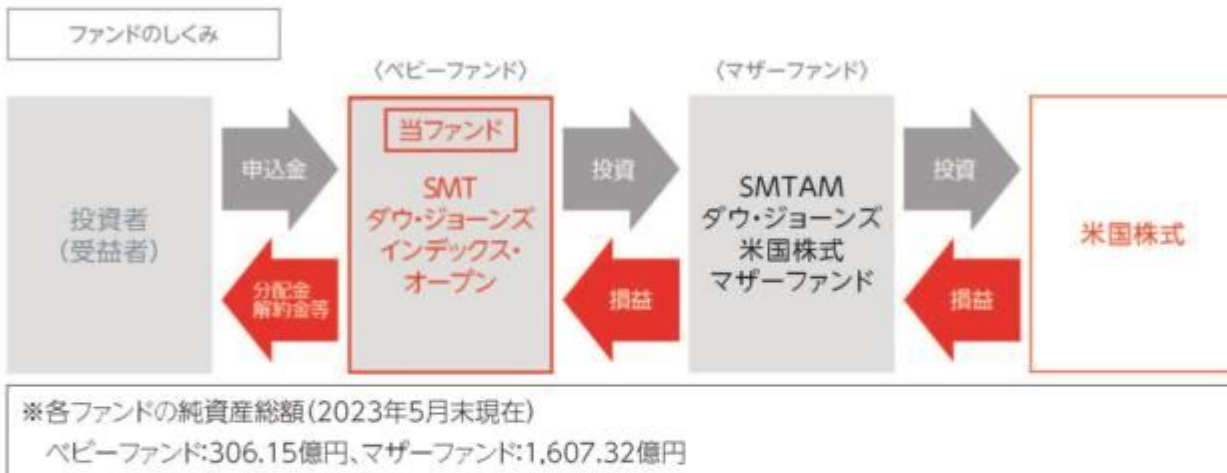 ファンドのしくみ
〈ベビーファンド〉
〈マザーファンド〉
投資者
(受益者)
申込金
分配金
解約金等
当ファンド
SMT
ダウ・ジョーンズ
インデックス・
オープン
投資
損益
SMTAM
ダウ・ジョーンズ
米国株式
マザーファンド
投資
損益
米国株式
※各ファンドの純資産総額(2023年5月末現在)
ベビーファンド:306.15億円、マザーファンド:1,607.32億円